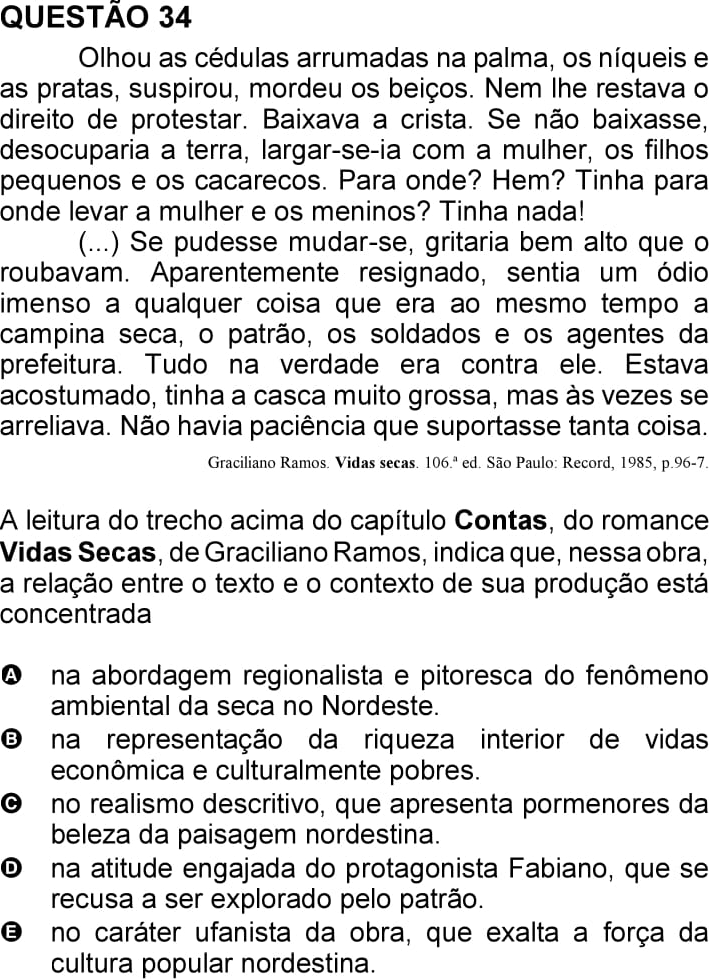 QUESTÃO 34
Olhou as cédulas arrumadas na palma, os níqueis e
as pratas, suspirou, mordeu os beiços. Nem lhe restava o
direito de protestar. Baixava a crista. Se não baixasse,
desocuparia a terra, largar-se-ia com a mulher, os filhos
pequenos e os cacarecos. Para onde? Hem? Tinha para
onde levar a mulher e os meninos? Tinha nada!
(...) Se pudesse mudar-se, gritaria bem alto que o
roubavam. Aparentemente resignado, sentia um ódio
imenso a qualquer coisa que era ao mesmo tempo a
campina seca, o patrão, os soldados e os agentes da
prefeitura. Tudo na verdade era contra ele. Estava
acostumado, tinha a casca muito grossa, mas às vezes se
arreliava. Não havia paciência que suportasse tanta coisa.
Graciliano Ramos. Vidas secas. 106.ª ed. São Paulo: Record, 1985, p.96-7.
A leitura do trecho acima do capítulo Contas, do romance
Vidas Secas, de Graciliano Ramos, indica que, nessa obra,
a relação entre o texto e o contexto de sua produção está
concentrada
A na abordagem regionalista e pitoresca do fenômeno
ambiental da seca no Nordeste.
B na representação da riqueza interior de vidas
econômica e culturalmente pobres.
C no realismo descritivo, que apresenta pormenores da
beleza da paisagem nordestina.
D na atitude engajada do protagonista Fabiano, que se
recusa a ser explorado pelo patrão.
E no caráter ufanista da obra, que exalta a força da
cultura popular nordestina.